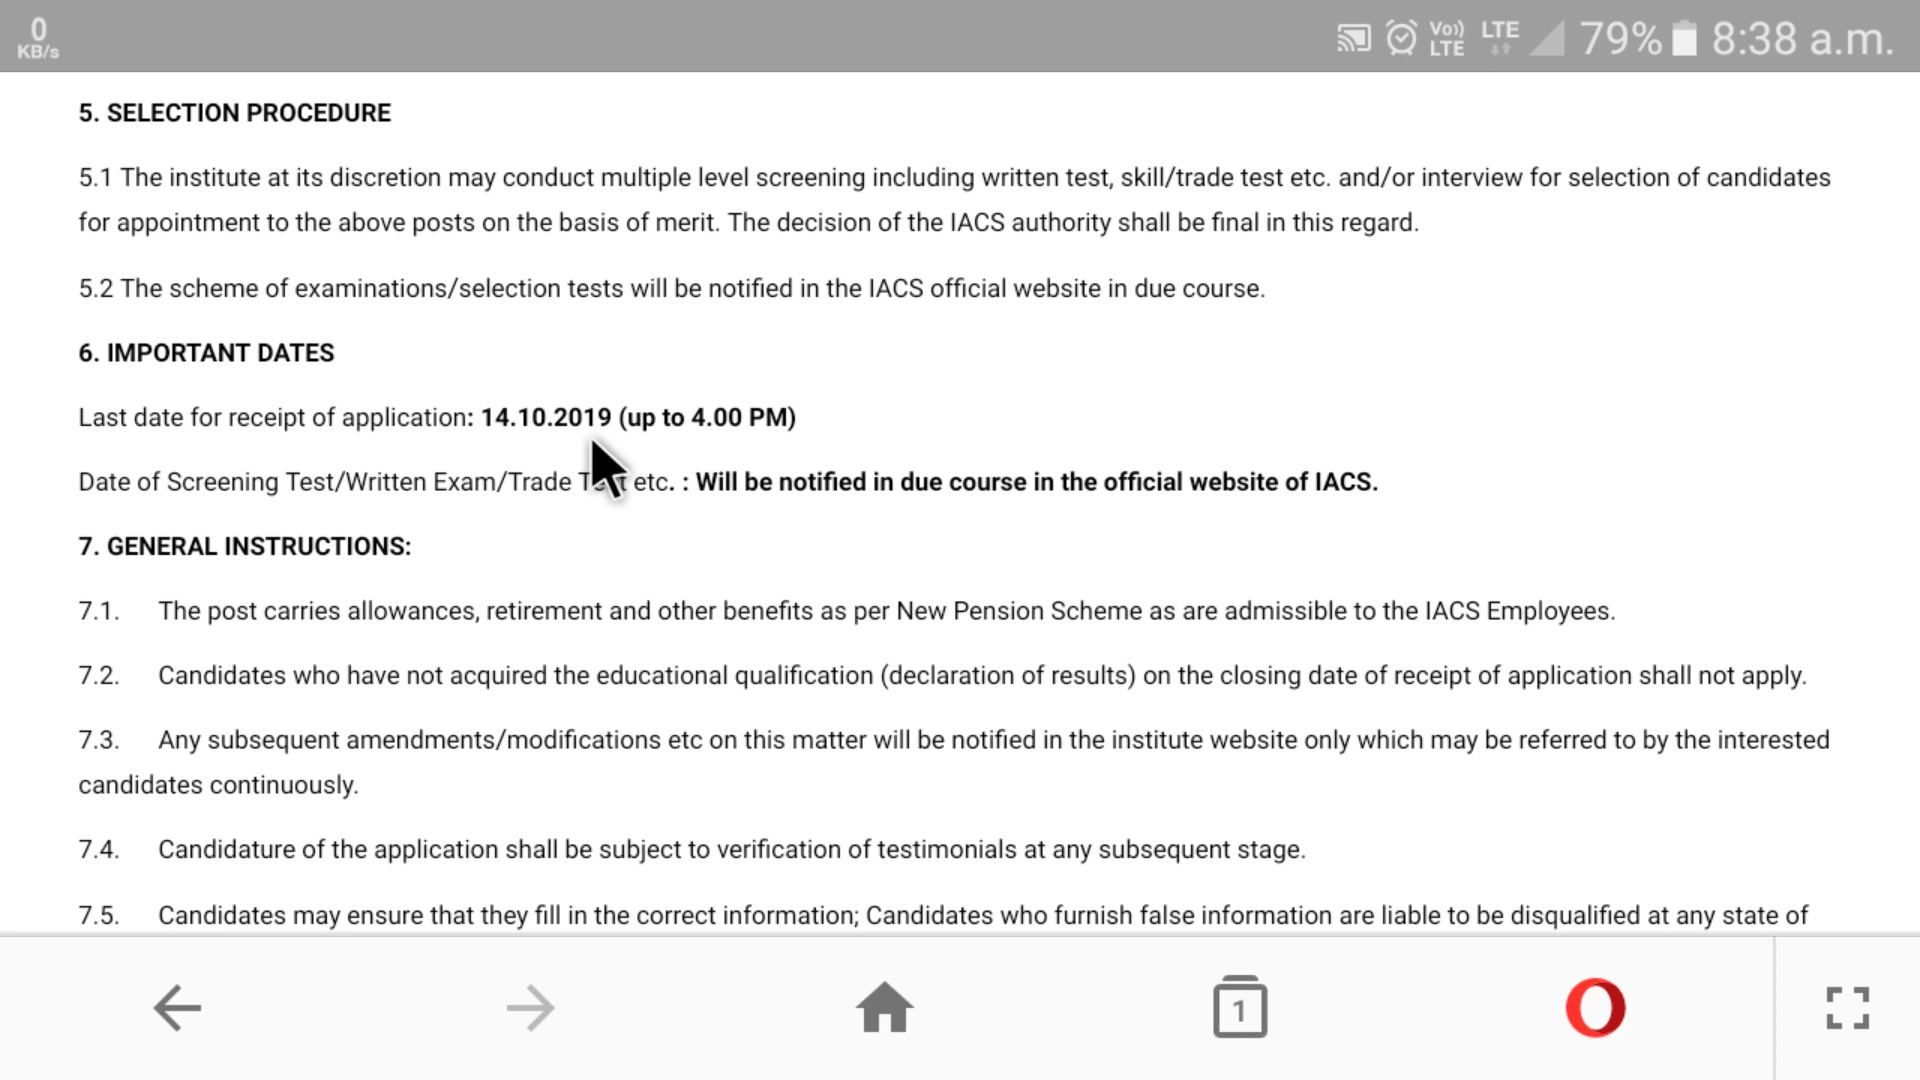 0
KB/s
Vo))
LTE
LTE
79%
8:38 a.m.
5. SELECTION PROCEDURE
5.1 The institute at its discretion may conduct multiple level screening including written test, skill/trade test etc. and/or interview for selection of candidates
for appointment to the above posts on the basis of merit. The decision of the IACS authority shall be final in this regard.
5.2 The scheme of examinations/selection tests will be notified in the IACS official website in due course.
6. IMPORTANT DATES
Last date for receipt of application: 14.10.2019 (up to 4.00 PM)
Date of Screening Test/Written Exam/Trade etc. : Will be notified in due course in the official website of IACS.
7. GENERAL INSTRUCTIONS:
7.1. The post carries allowances, retirement and other benefits as per New Pension Scheme as are admissible to the IACS Employees.
7.2. Candidates who have not acquired the educational qualification (declaration of results) on the closing date of receipt of application shall not apply.
7.3. Any subsequent amendments/modifications etc on this matter will be notified in the institute website only which may be referred to by the interested
candidates continuously.
7.4. Candidature of the application shall be subject to verification of testimonials at any subsequent stage.
7.5. Candidates may ensure that they fill in the correct information; Candidates who furnish false information are liable to be disqualified at any state of
1